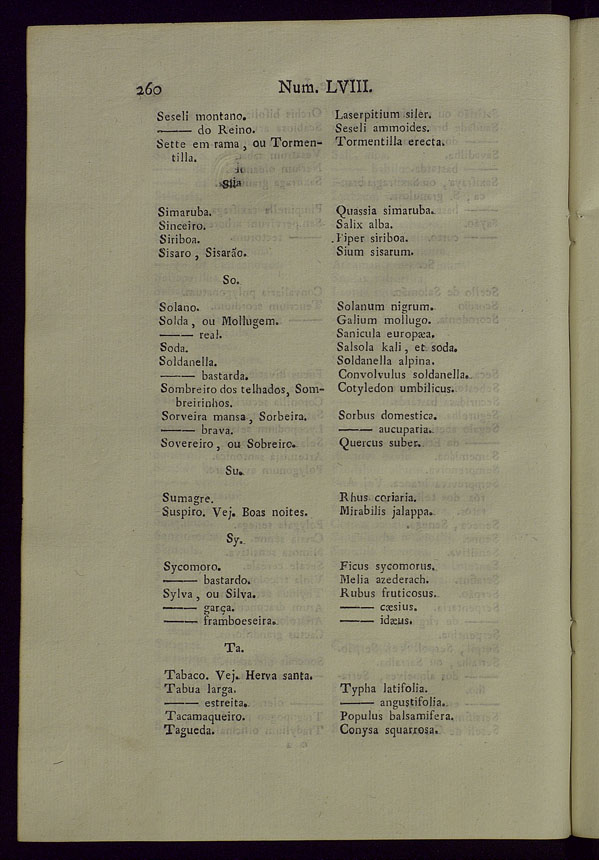 260 Num. LVIII.
Seseli montano. Laserpitium siler.
—— do Reino. Seseli ammoides.
Sette em rama, ou Tormen- Tormentilla erecta.
tilla.
Simaruba. Quassia simaruba.
Sinceiro. Salix alba.
Siriboa. Piper siriboa.
Sisaro, Sisarão. Sium sisarum.
So.
Solano. Solanum nigrum.
Solda, ou Mollugem. Galium mollugo.
—— real. Sanicula europæa.
Soda. Salsola kali, et soda.
Soldanella. Soldanella alpina.
—— bastarda. Convolvulus soldanella.
Sombreiro dos telhados, Som- Cotyledon umbilicus.
breirinhos.
Sorveira mansa, Sorbeira. Sorbus domestica.
—— brava. —— aucuparia.
Sovereiro, ou Sobreiro. Quercus suber.
Su.
Sumagre. Rhus coriaria.
Suspiro. Vej. Boas noites. Mirabilis jalappa.
Sy.
Sycomoro. Ficus sycomorus.
—— bastardo. Melia azederach.
Sylva, ou Silva. Rubus fruticosus.
—— garça. —— cæsius.
—— framboeseira. —— idæus.
Ta.
Tabaco. Vej. Herva santa.
Tabua larga. Typha latifolia.
—— estreita. —— angustifolia.
Tacamaqueiro. Populus balsamifera.
Tagueda. Conysa squarrosa.